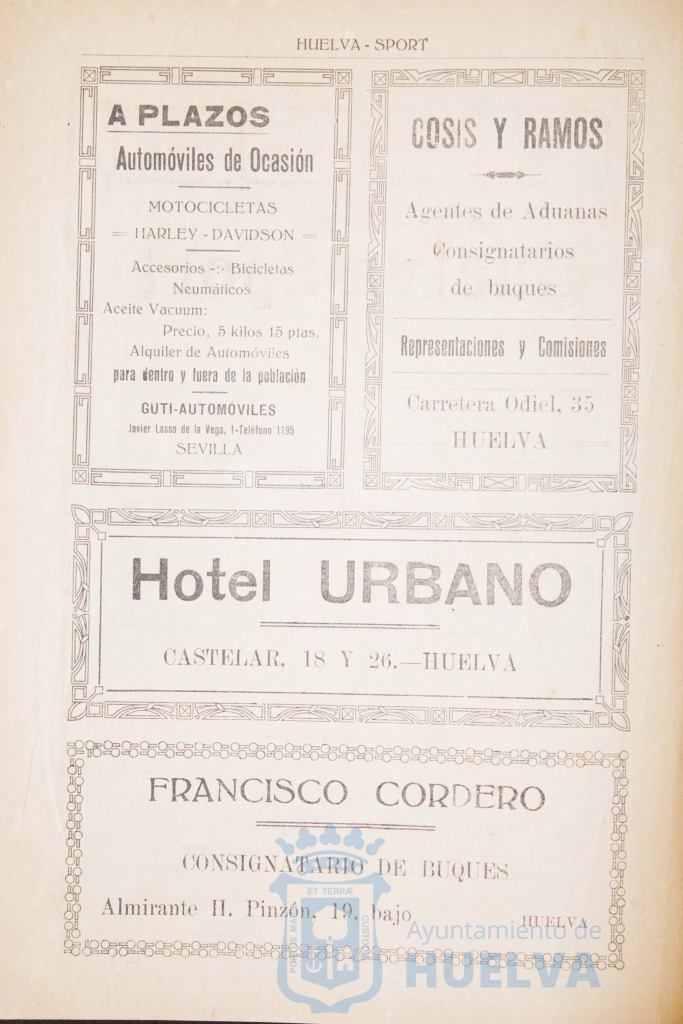 HUELVA - SPORT
A PLAZOS
Automóviles de Ocasión
MOTOCICLETAS
= HARLEY - DAVIDSON =
Accesorios -:- Bicicletas
Neumáticos
Aceite Vacuum:
Precio, 5 kilos 15 ptas.
Alquiler de Automóviles
para dentro y fuera de la población
GUTI-AUTOMÓVILES
Javier Lasso de la Vega, 1-Teléfono 1195
SEVILLA
COSIS Y RAMOS
Agentes de Aduanas
Consignatarios
de buques
Representaciones y Comisiones
Carretera Odiel, 35
HUELVA
Hotel URBANO
CASTELAR, 18 Y 26.—HUELVA
FRANCISCO CORDERO
CONSIGNATARIO DE BUQUES
Almirante H. Pinzón, 19, bajo
HUELVA
PORTUS MARIS
ET TERRÆ
CUSTODIA
Ayuntamiento de
HUELVA